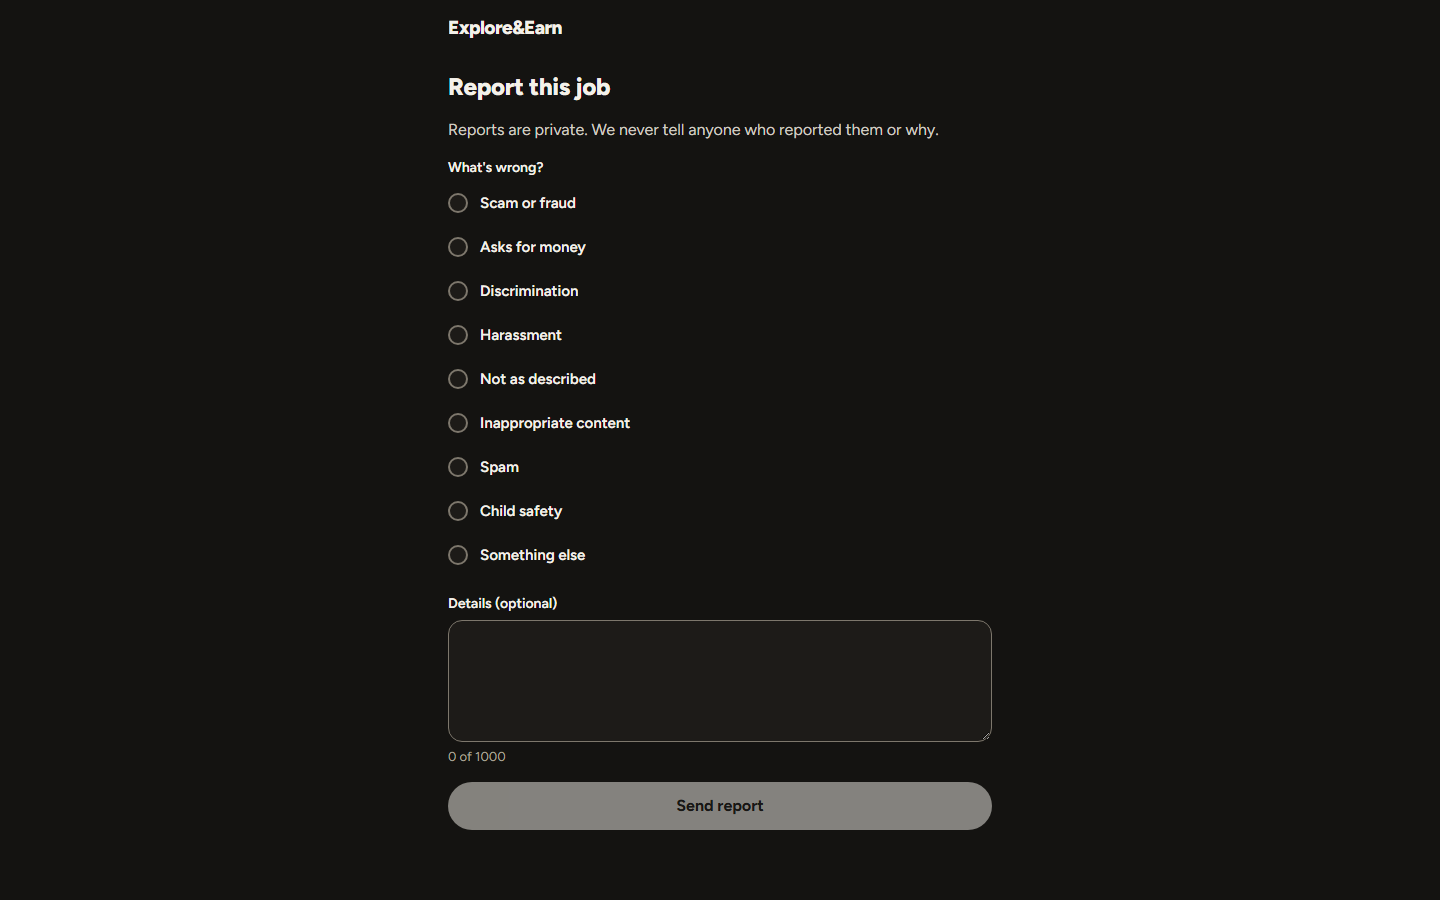 Explore&Earn
Report this job
Reports are private. We never tell anyone who reported them or why.
What's wrong?
Scam or fraud
Asks for money
Discrimination
Harassment
Not as described
Inappropriate content
Spam
Child safety
Something else
Details (optional)
0 of 1000
Send report